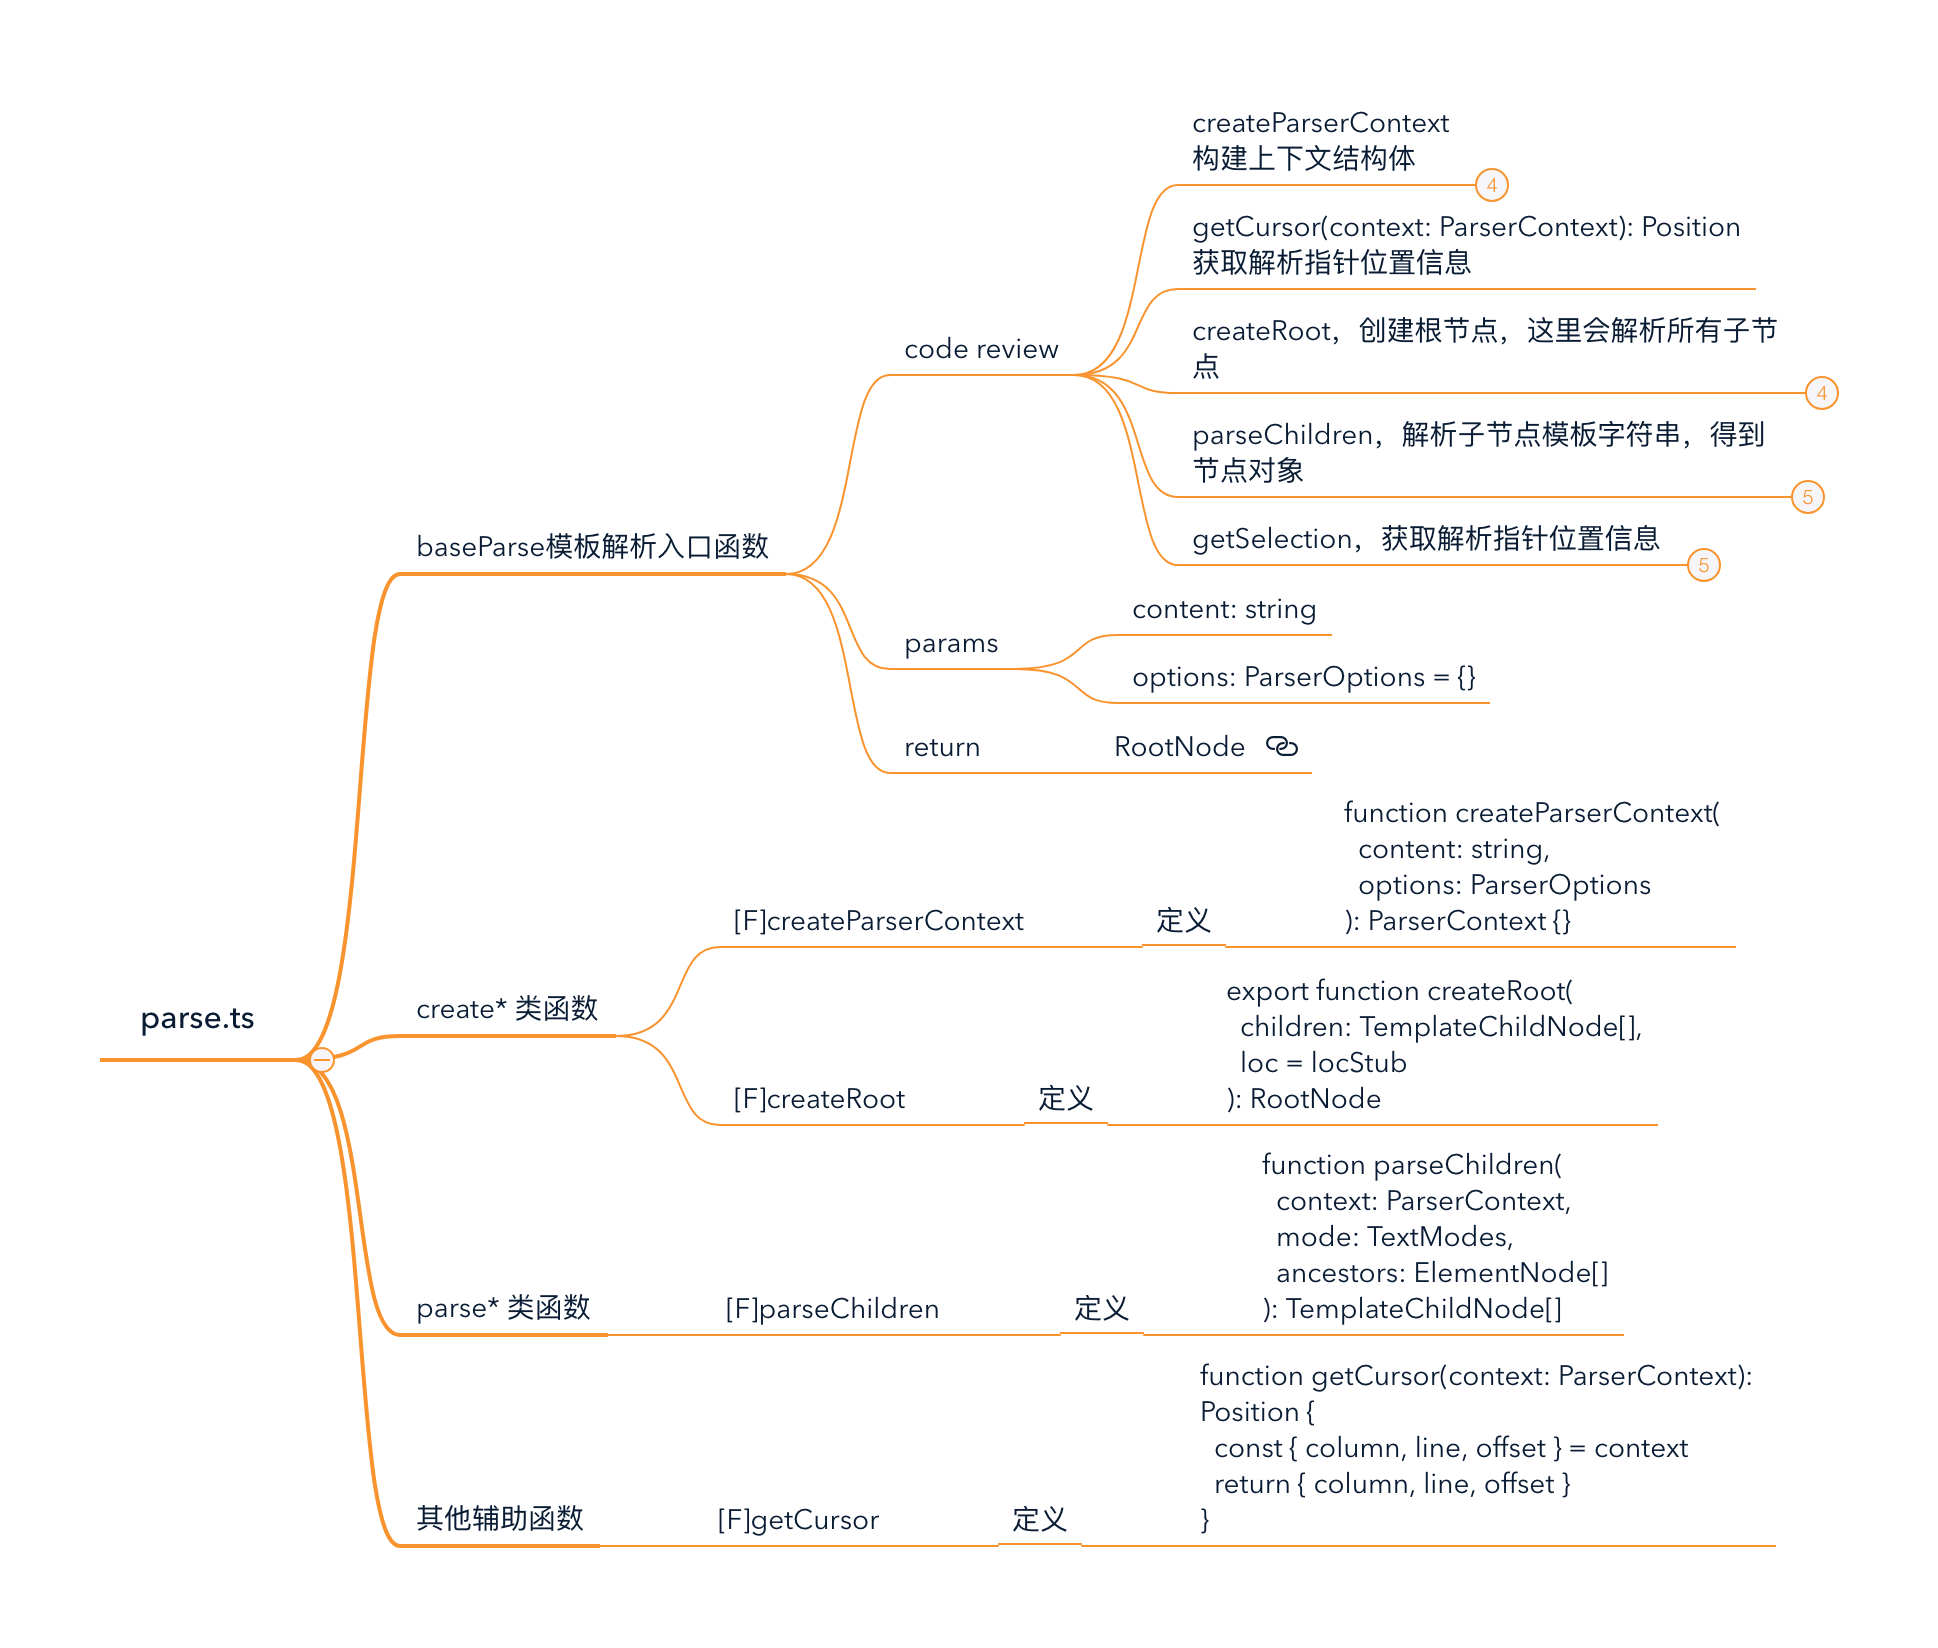 createParserContext
构建上下文结构体
4
getCursor(context: ParserContext): Position
获取解析指针位置信息
createRoot，创建根节点，这里会解析所有子节
点
4
code review
parseChildren，解析子节点模板字符串，得到
节点对象
5
getSelection，获取解析指针位置信息
5
baseParse模板解析入口函数
content: string
params
options: ParserOptions = {}
return
RootNode
function createParserContext(
content: string,
options: ParserOptions
): ParserContext {}
[F]createParserContext
定义
create* 类函数
export function createRoot(
children: TemplateChildNode[],
loc = locStub
): RootNode
[F]createRoot
定义
parse.ts
function parseChildren(
context: ParserContext,
mode: TextModes,
ancestors: ElementNode[]
): TemplateChildNode[]
parse* 类函数
[F]parseChildren
定义
function getCursor(context: ParserContext):
Position {
const { column, line, offset } = context
return { column, line, offset }
}
其他辅助函数
[F]getCursor
定义